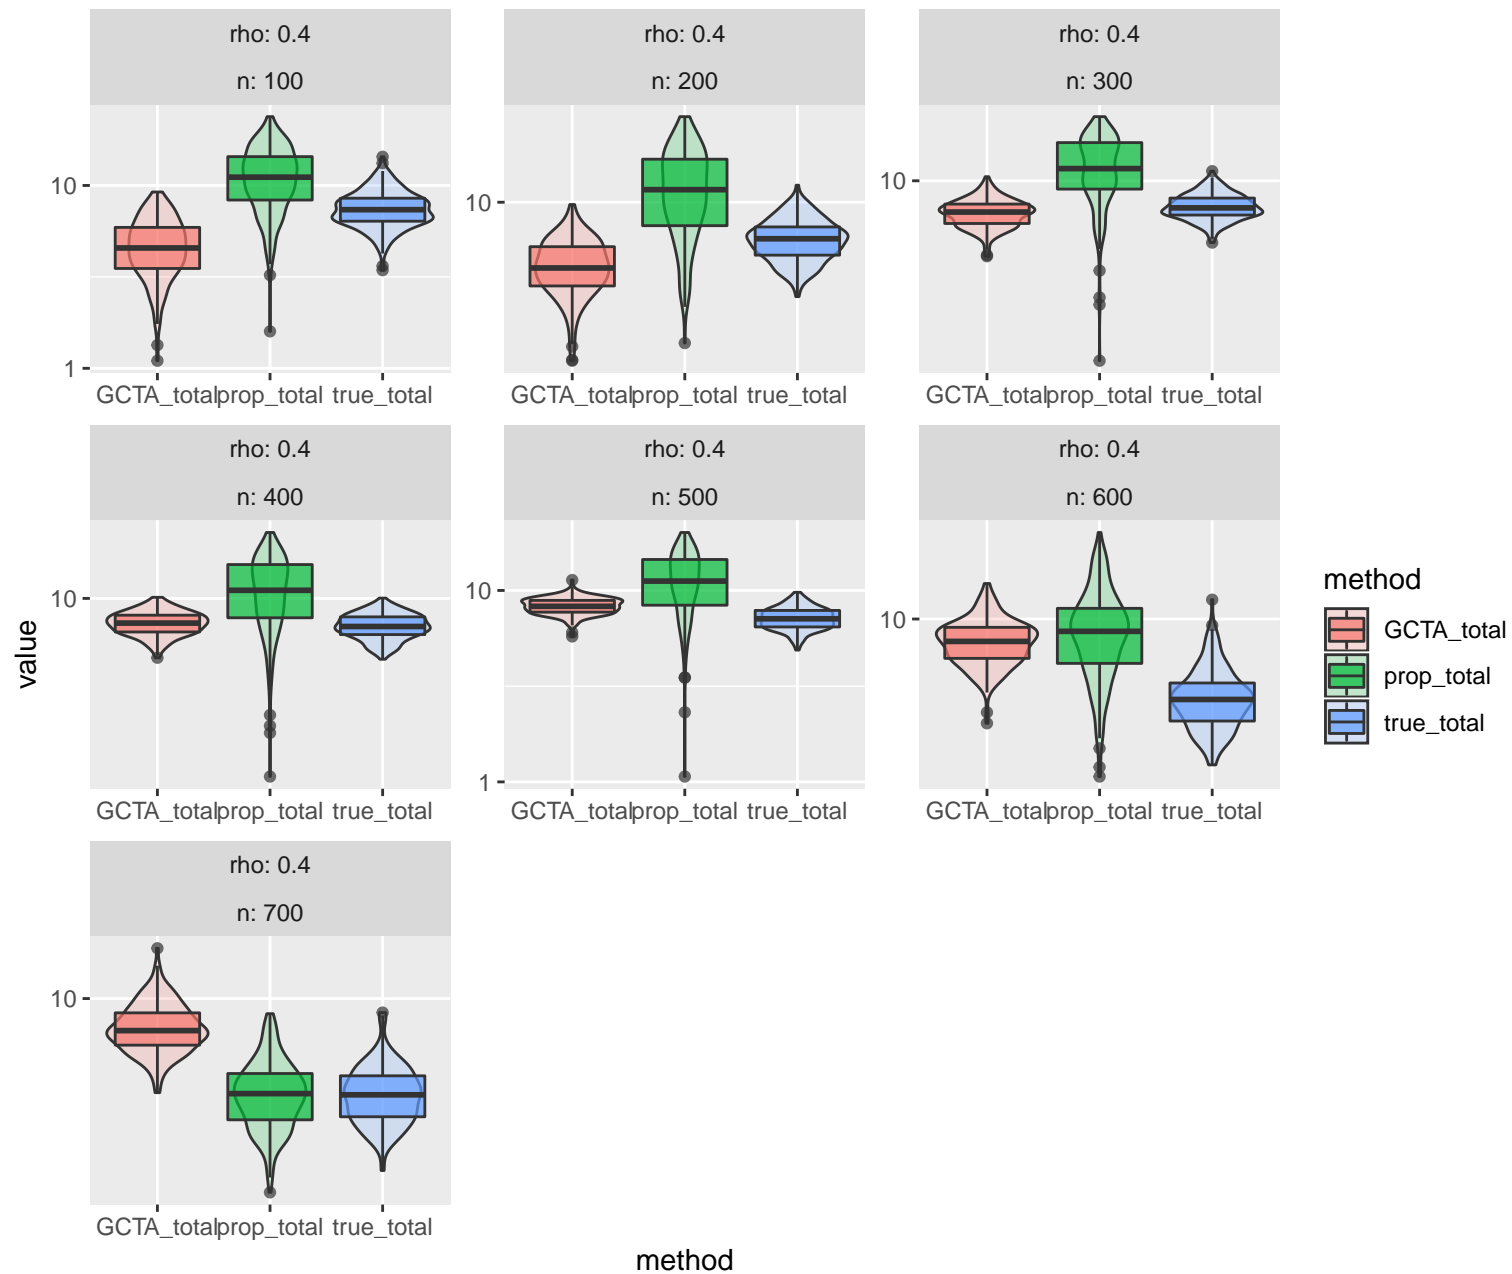 rho: 0.4
n: 100
10
1
GCTA_total prop_total true_total
rho: 0.4
n: 200
10
GCTA_total prop_total true_total
rho: 0.4
n: 300
10
GCTA_total prop_total true_total
rho: 0.4
n: 400
10
GCTA_total prop_total true_total
rho: 0.4
n: 500
10
1
GCTA_total prop_total true_total
rho: 0.4
n: 600
10
GCTA_total prop_total true_total
rho: 0.4
n: 700
10
GCTA_total prop_total true_total
value
method
method
GCTA_total
prop_total
true_total